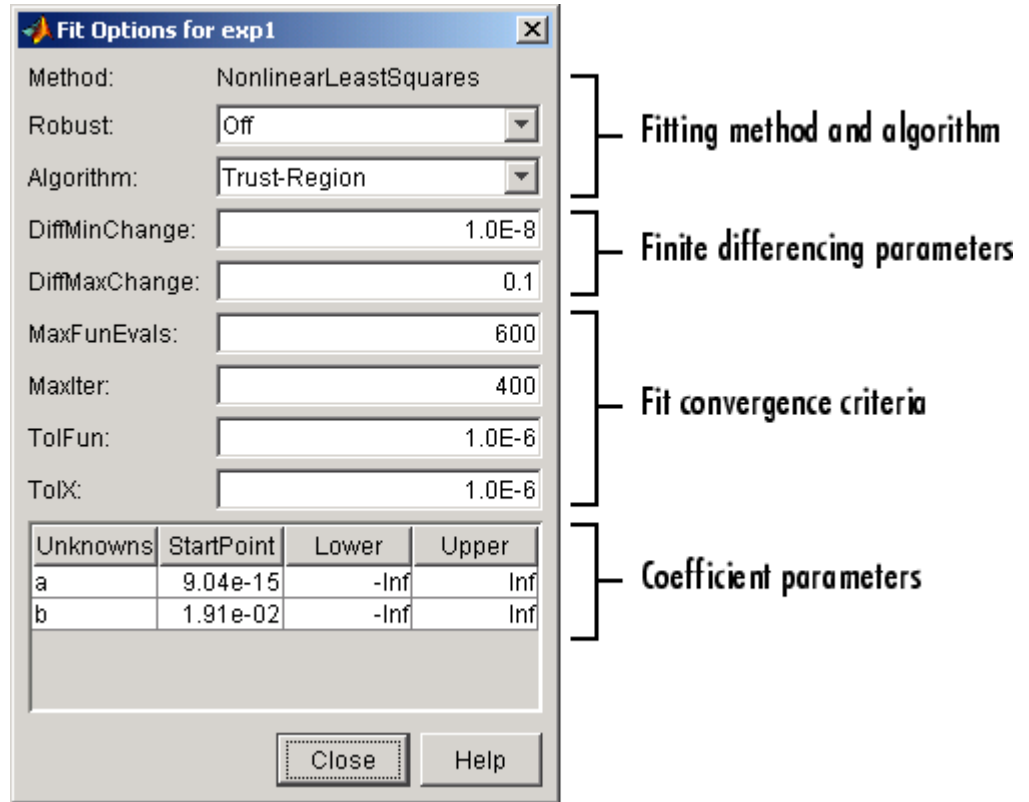 Fit Options for exp1
Method: NonlinearLeastSquares
Robust: Off
Algorithm: Trust-Region
Fitting method and algorithm
DiffMinChange: 1.0E-8
DiffMaxChange: 0.1
Finite differencing parameters
MaxFunEvals: 600
MaxIter: 400
TolFun: 1.0E-6
TolX: 1.0E-6
Fit convergence criteria
Unknowns StartPoint Lower Upper
a 9.04e-15 -Inf Inf
b 1.91e-02 -Inf Inf
Coefficient parameters
Close Help